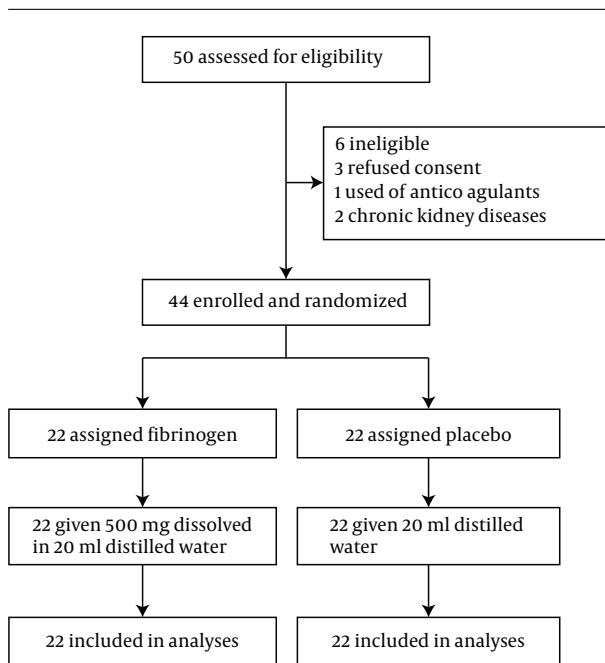 50 assessed for eligibility
6 ineligible
3 refused consent
1 used of antico agulants
2 chronic kidney diseases
44 enrolled and randomized
22 assigned fibrinogen
22 assigned placebo
22 given 500 mg dissolved
in 20 ml distilled water
22 given 20 ml distilled
water
22 included in analyses
22 included in analyses